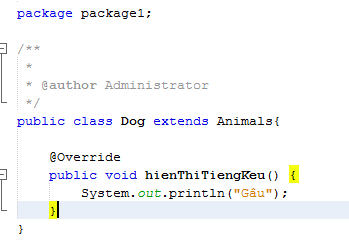 package package1;
/**
 *
 * @author Administrator
 */
public class Dog extends Animals{
@Override
public void hienThiTiengKeu() {
System.out.println("Gâu");
}
}